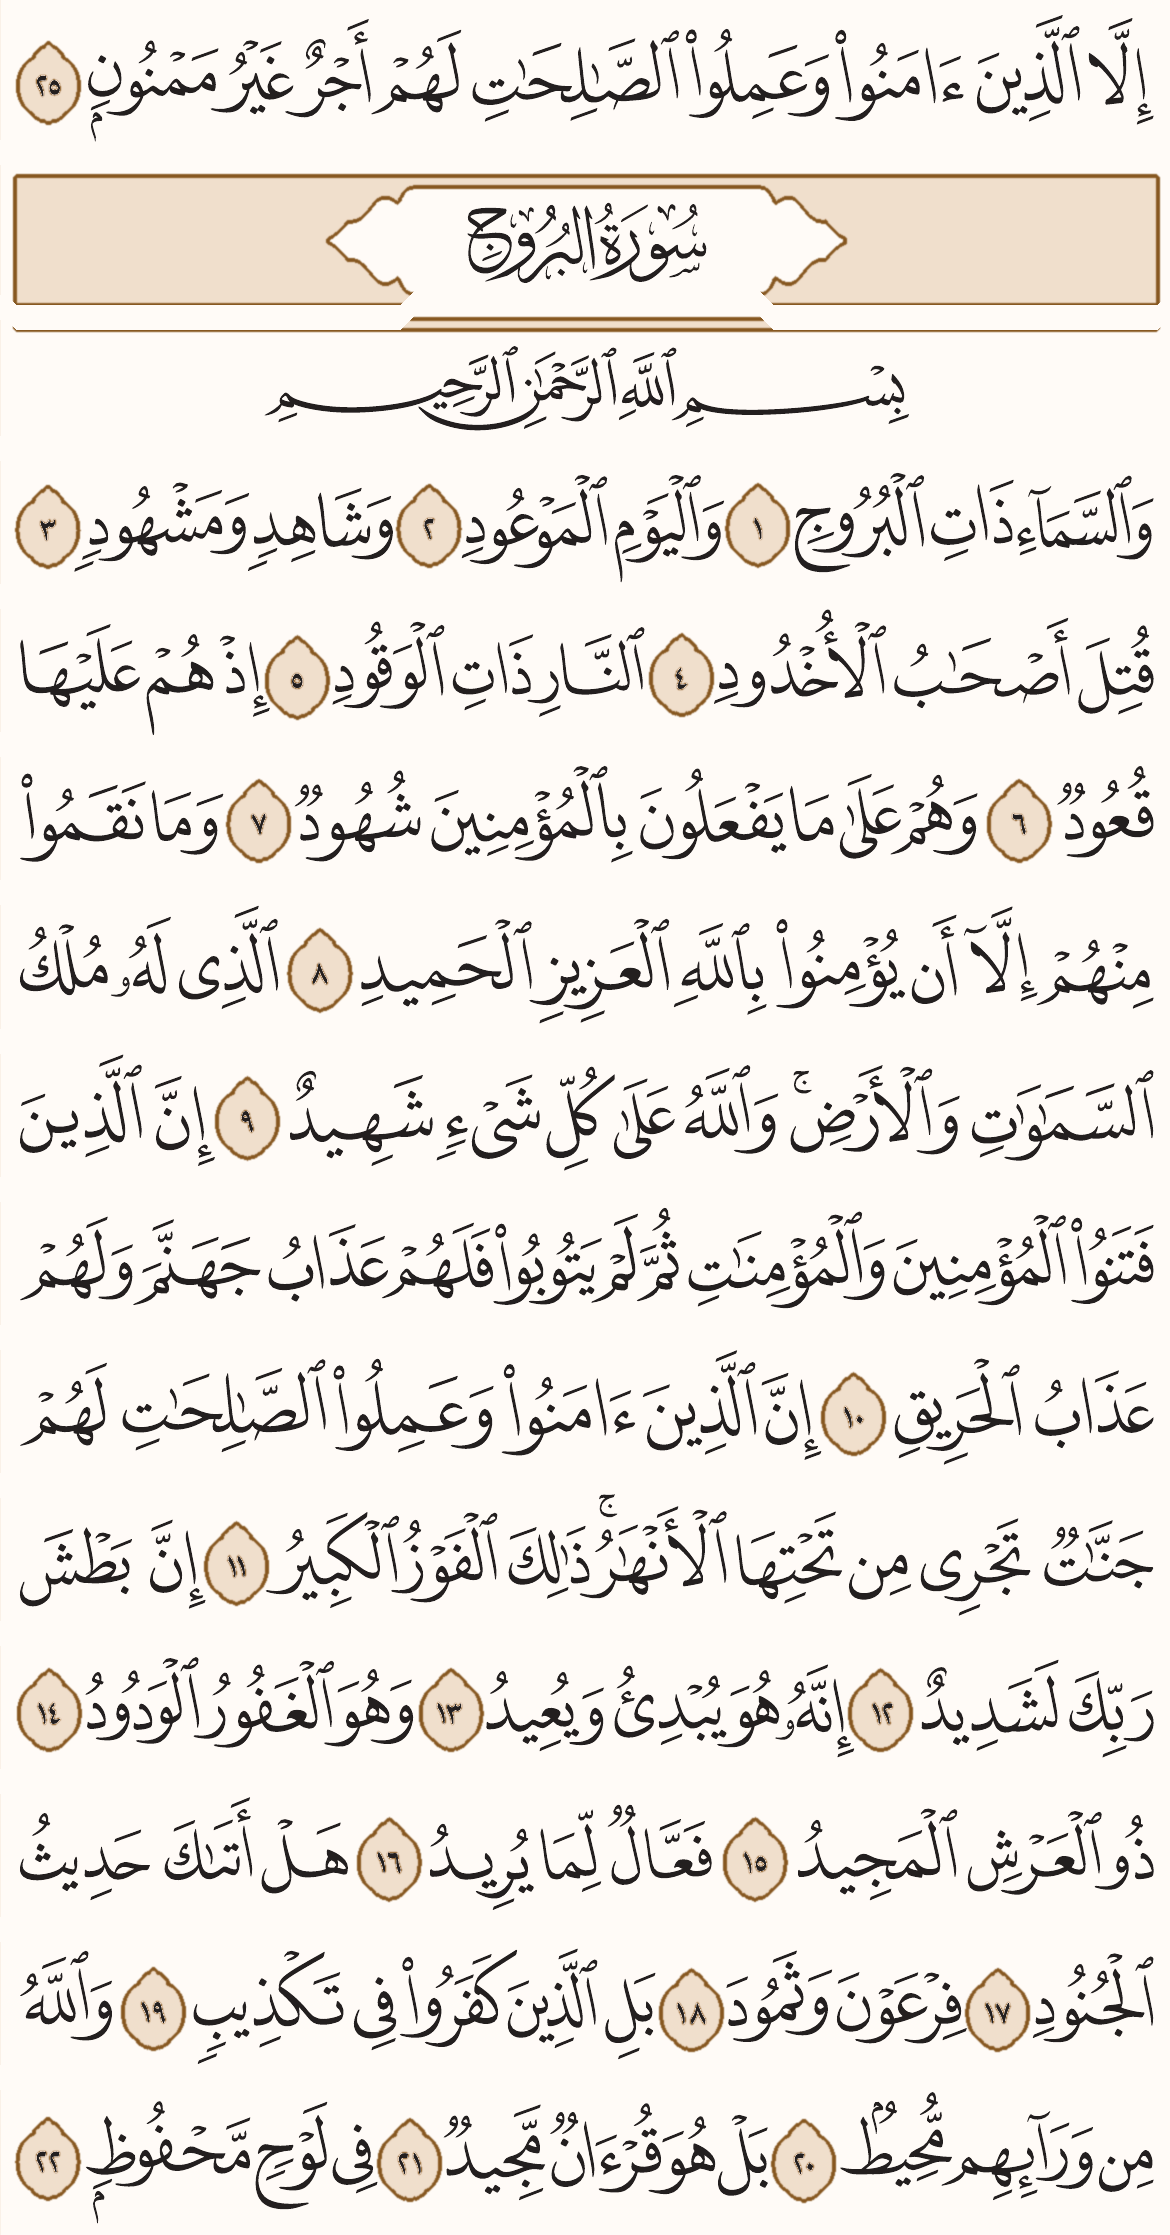 إِلَّا ٱلَّذِينَ ءَامَنُوا۟ وَعَمِلُوا۟ ٱلصَّـٰلِحَـٰتِ لَهُمْ أَجْرٌ غَيْرُ مَمْنُونٍۭ ٢٥
سُورَةُ البُرُوجِ
بِسْمِ ٱللَّهِ ٱلرَّحْمَـٰنِ ٱلرَّحِيمِ
وَٱلسَّمَآءِ ذَاتِ ٱلْبُرُوجِ ١ وَٱلْيَوْمِ ٱلْمَوْعُودِ ٢ وَشَاهِدٍ وَمَشْهُودٍ ٣
قُتِلَ أَصْحَـٰبُ ٱلْأُخْدُودِ ٤ ٱلنَّارِ ذَاتِ ٱلْوَقُودِ ٥ إِذْ هُمْ عَلَيْهَا
قُعُودٌ ٦ وَهُمْ عَلَىٰ مَا يَفْعَلُونَ بِٱلْمُؤْمِنِينَ شُهُودٌ ٧ وَمَا نَقَمُوا۟
مِنْهُمْ إِلَّآ أَن يُؤْمِنُوا۟ بِٱللَّهِ ٱلْعَزِيزِ ٱلْحَمِيدِ ٨ ٱلَّذِى لَهُۥ مُلْكُ
ٱلسَّمَـٰوَٰتِ وَٱلْأَرْضِ ۚ وَٱللَّهُ عَلَىٰ كُلِّ شَىْءٍ شَهِيدٌ ٩ إِنَّ ٱلَّذِينَ
فَتَنُوا۟ ٱلْمُؤْمِنِينَ وَٱلْمُؤْمِنَـٰتِ ثُمَّ لَمْ يَتُوبُوا۟ فَلَهُمْ عَذَابُ جَهَنَّمَ وَلَهُمْ
عَذَابُ ٱلْحَرِيقِ ١٠ إِنَّ ٱلَّذِينَ ءَامَنُوا۟ وَعَمِلُوا۟ ٱلصَّـٰلِحَـٰتِ لَهُمْ
جَنَّـٰتٌ تَجْرِى مِن تَحْتِهَا ٱلْأَنْهَـٰرُ ۚ ذَٰلِكَ ٱلْفَوْزُ ٱلْكَبِيرُ ١١ إِنَّ بَطْشَ
رَبِّكَ لَشَدِيدٌ ١٢ إِنَّهُۥ هُوَ يُبْدِئُ وَيُعِيدُ ١٣ وَهُوَ ٱلْغَفُورُ ٱلْوَدُودُ ١٤
ذُو ٱلْعَرْشِ ٱلْمَجِيدُ ١٥ فَعَّالٌ لِّمَا يُرِيدُ ١٦ هَلْ أَتَىٰكَ حَدِيثُ
ٱلْجُنُودِ ١٧ فِرْعَوْنَ وَثَمُودَ ١٨ بَلِ ٱلَّذِينَ كَفَرُوا۟ فِى تَكْذِيبٍ ١٩ وَٱللَّهُ
مِن وَرَآئِهِم مُّحِيطٌۢ ٢٠ بَلْ هُوَ قُرْءَانٌ مَّجِيدٌ ٢١ فِى لَوْحٍ مَّحْفُوظٍۭ ٢٢